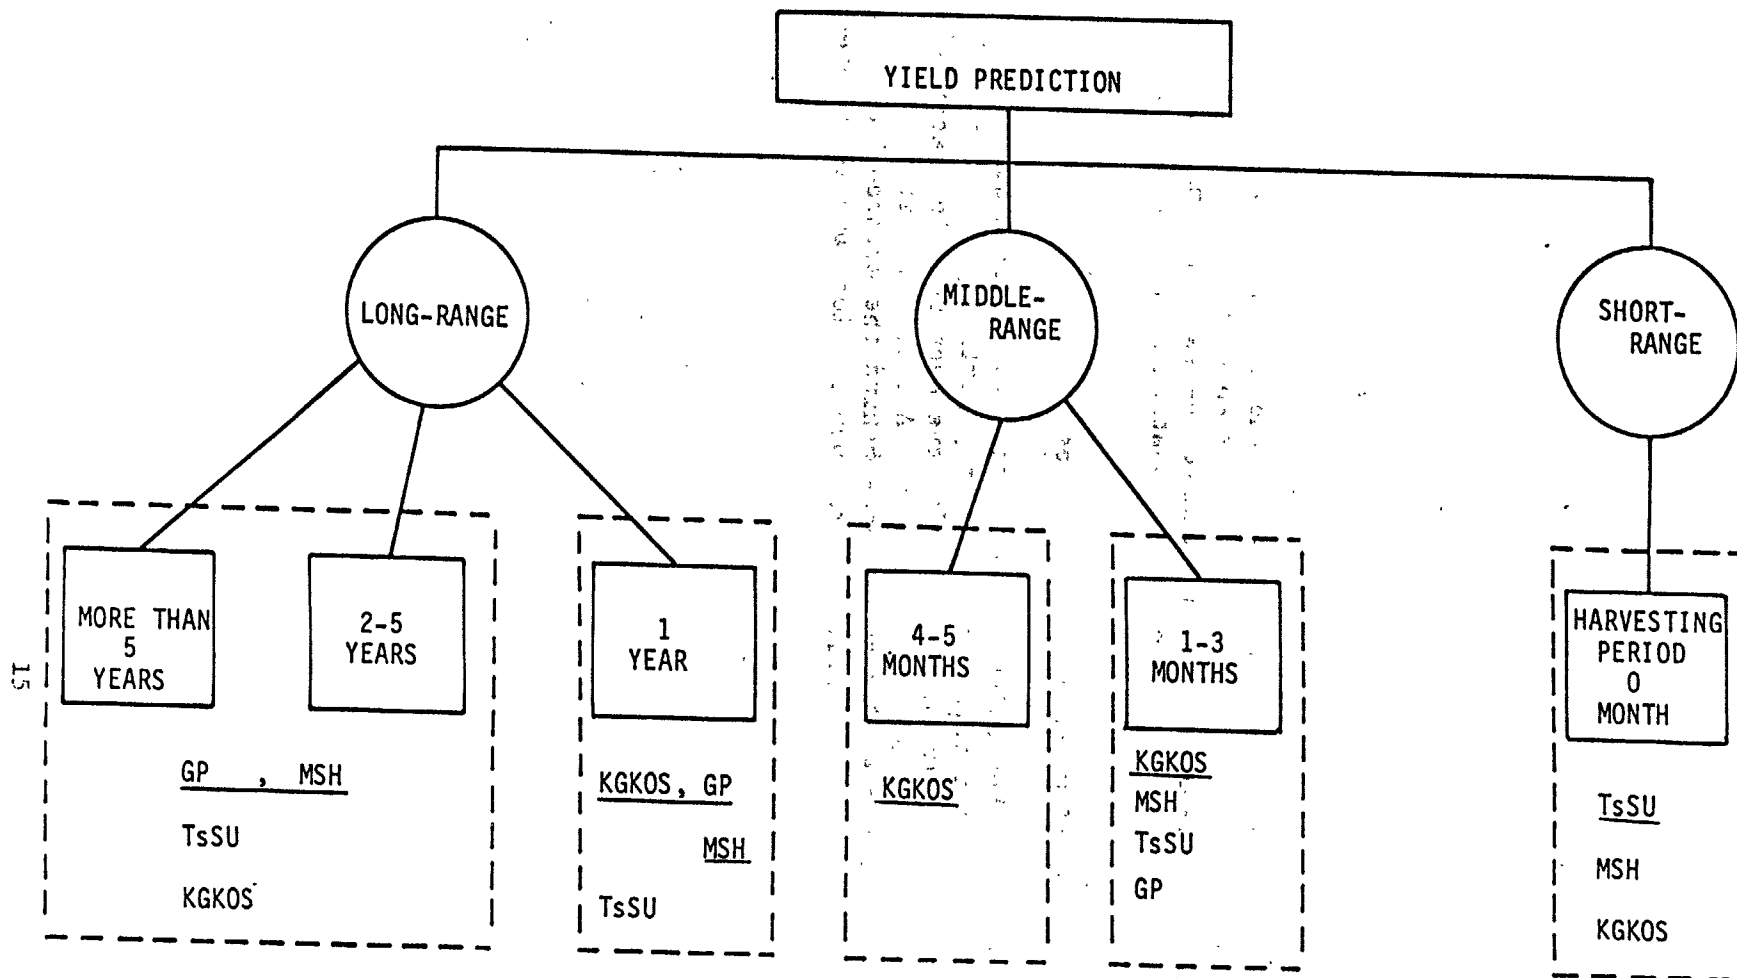 YIELD PREDICTION
LONG-RANGE
MIDDLE-
RANGE
SHORT-
RANGE
MORE THAN
5
YEARS
2-5
YEARS
1
YEAR
4-5
MONTHS
1-3
MONTHS
HARVESTING
PERIOD
0
MONTH
GP , MSH
TsSU
KGKOS
KGKOS, GP
MSH
TsSU
KGKOS
KGKOS
MSH
TsSU
GP
TsSU
MSH
KGKOS
15